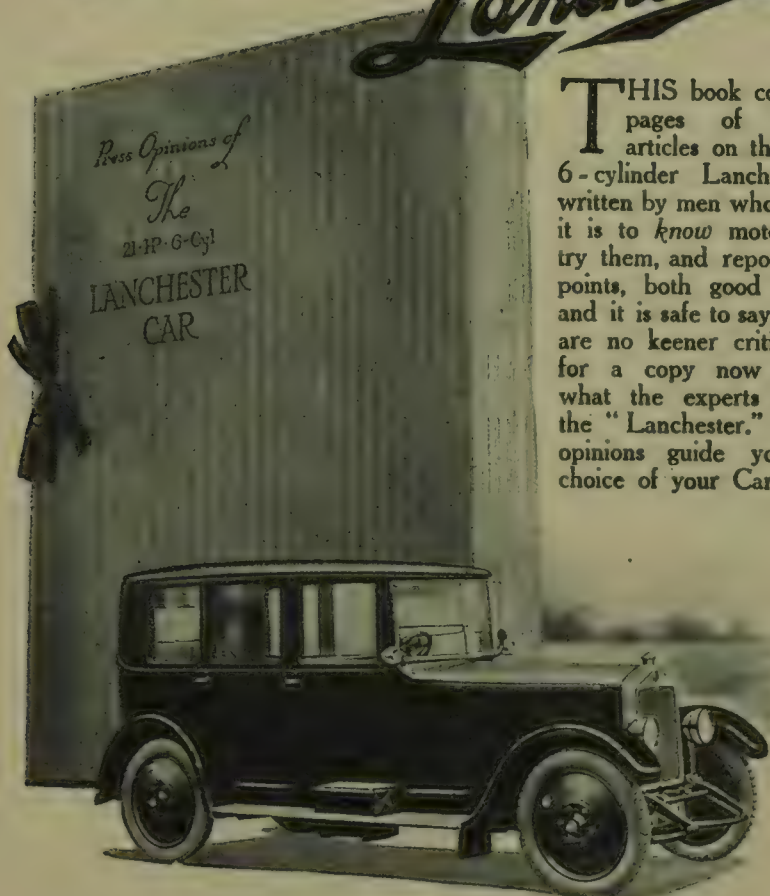 Press Opinions of
The
21-HP-6-Cyl
LANCHESTER
CAR
THIS book co
pages of
articles on th
6-cylinder Lanch
written by men who
it is to know moto
try them, and repo
points, both good
and it is safe to say
are no keener crit
for a copy now
what the experts
the "Lanchester."
opinions guide yo
choice of your Car